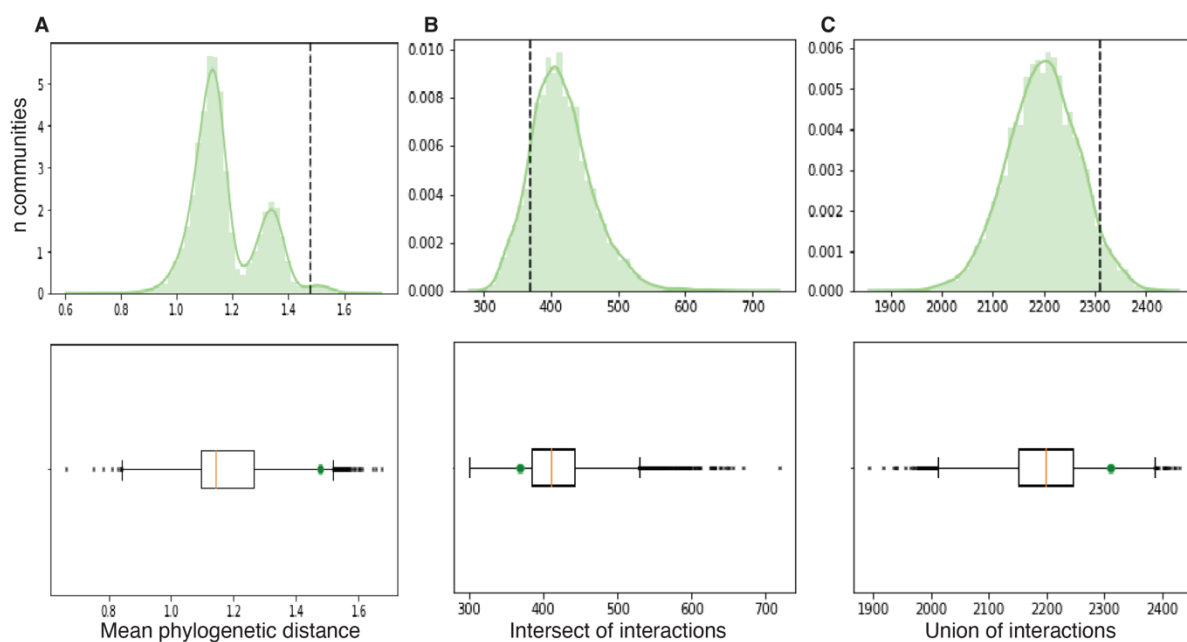 A
B
C
n communities
5
4
3
2
1
0
0.6 0.8 1.0 1.2 1.4 1.6
0.010
0.008
0.006
0.004
0.002
0.000
300 400 500 600 700
0.006
0.005
0.004
0.003
0.002
0.001
0.000
1900 2000 2100 2200 2300 2400
0.8 1.0 1.2 1.4 1.6
Mean phylogenetic distance
300 400 500 600 700
Intersect of interactions
1900 2000 2100 2200 2300 2400
Union of interactions